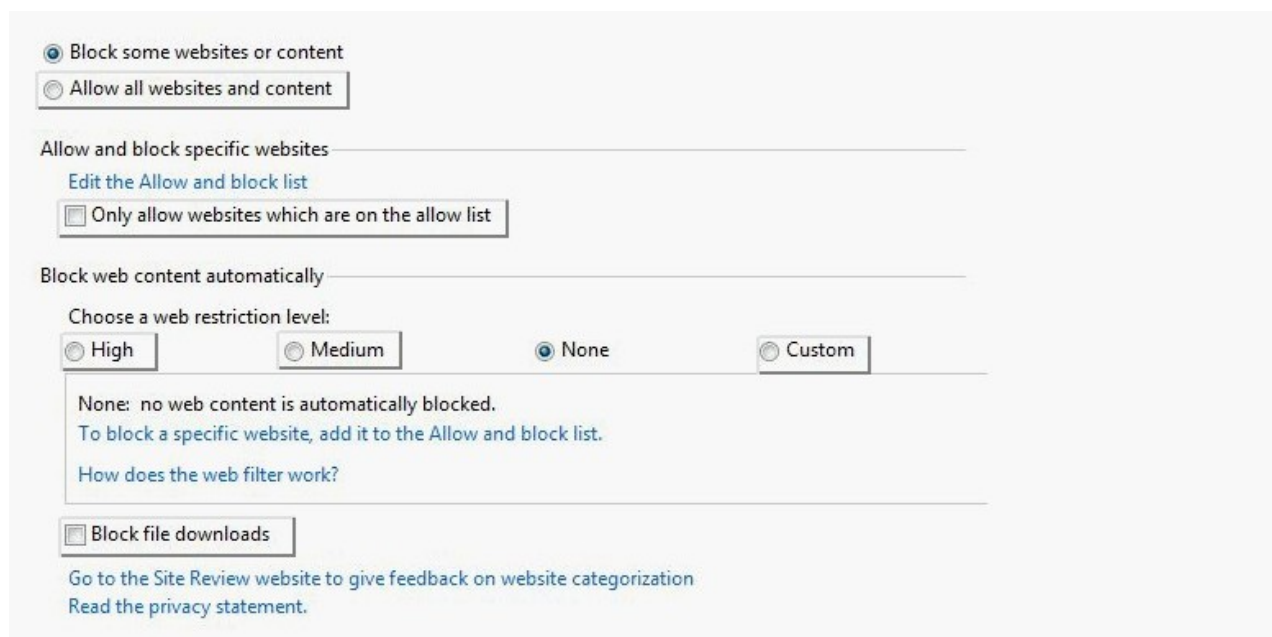 Block some websites or content
Allow all websites and content
Allow and block specific websites
Edit the Allow and block list
Only allow websites which are on the allow list
Block web content automatically
Choose a web restriction level:
High Medium None Custom
None: no web content is automatically blocked.
To block a specific website, add it to the Allow and block list.
How does the web filter work?
Block file downloads
Go to the Site Review website to give feedback on website categorization
Read the privacy statement.